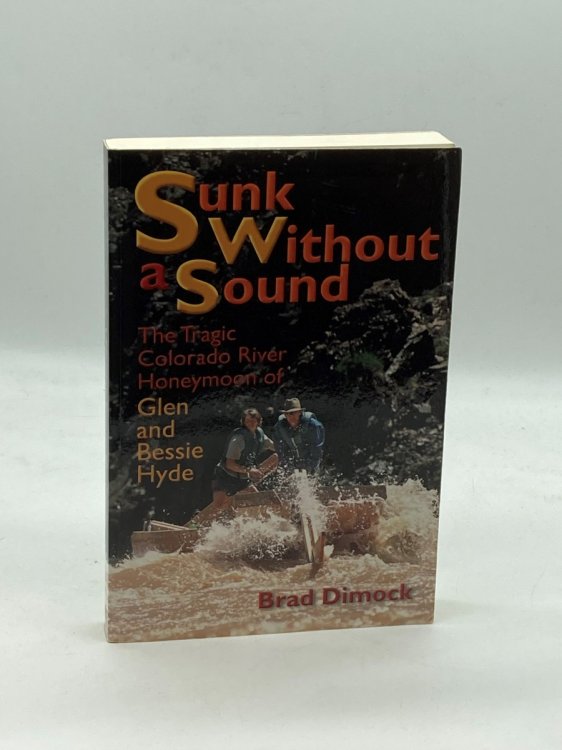 Sunk
Without
a Sound
The Tragic
Colorado River
Honeymoon of
Glen
and
Bessie
Hyde
Brad Dimock